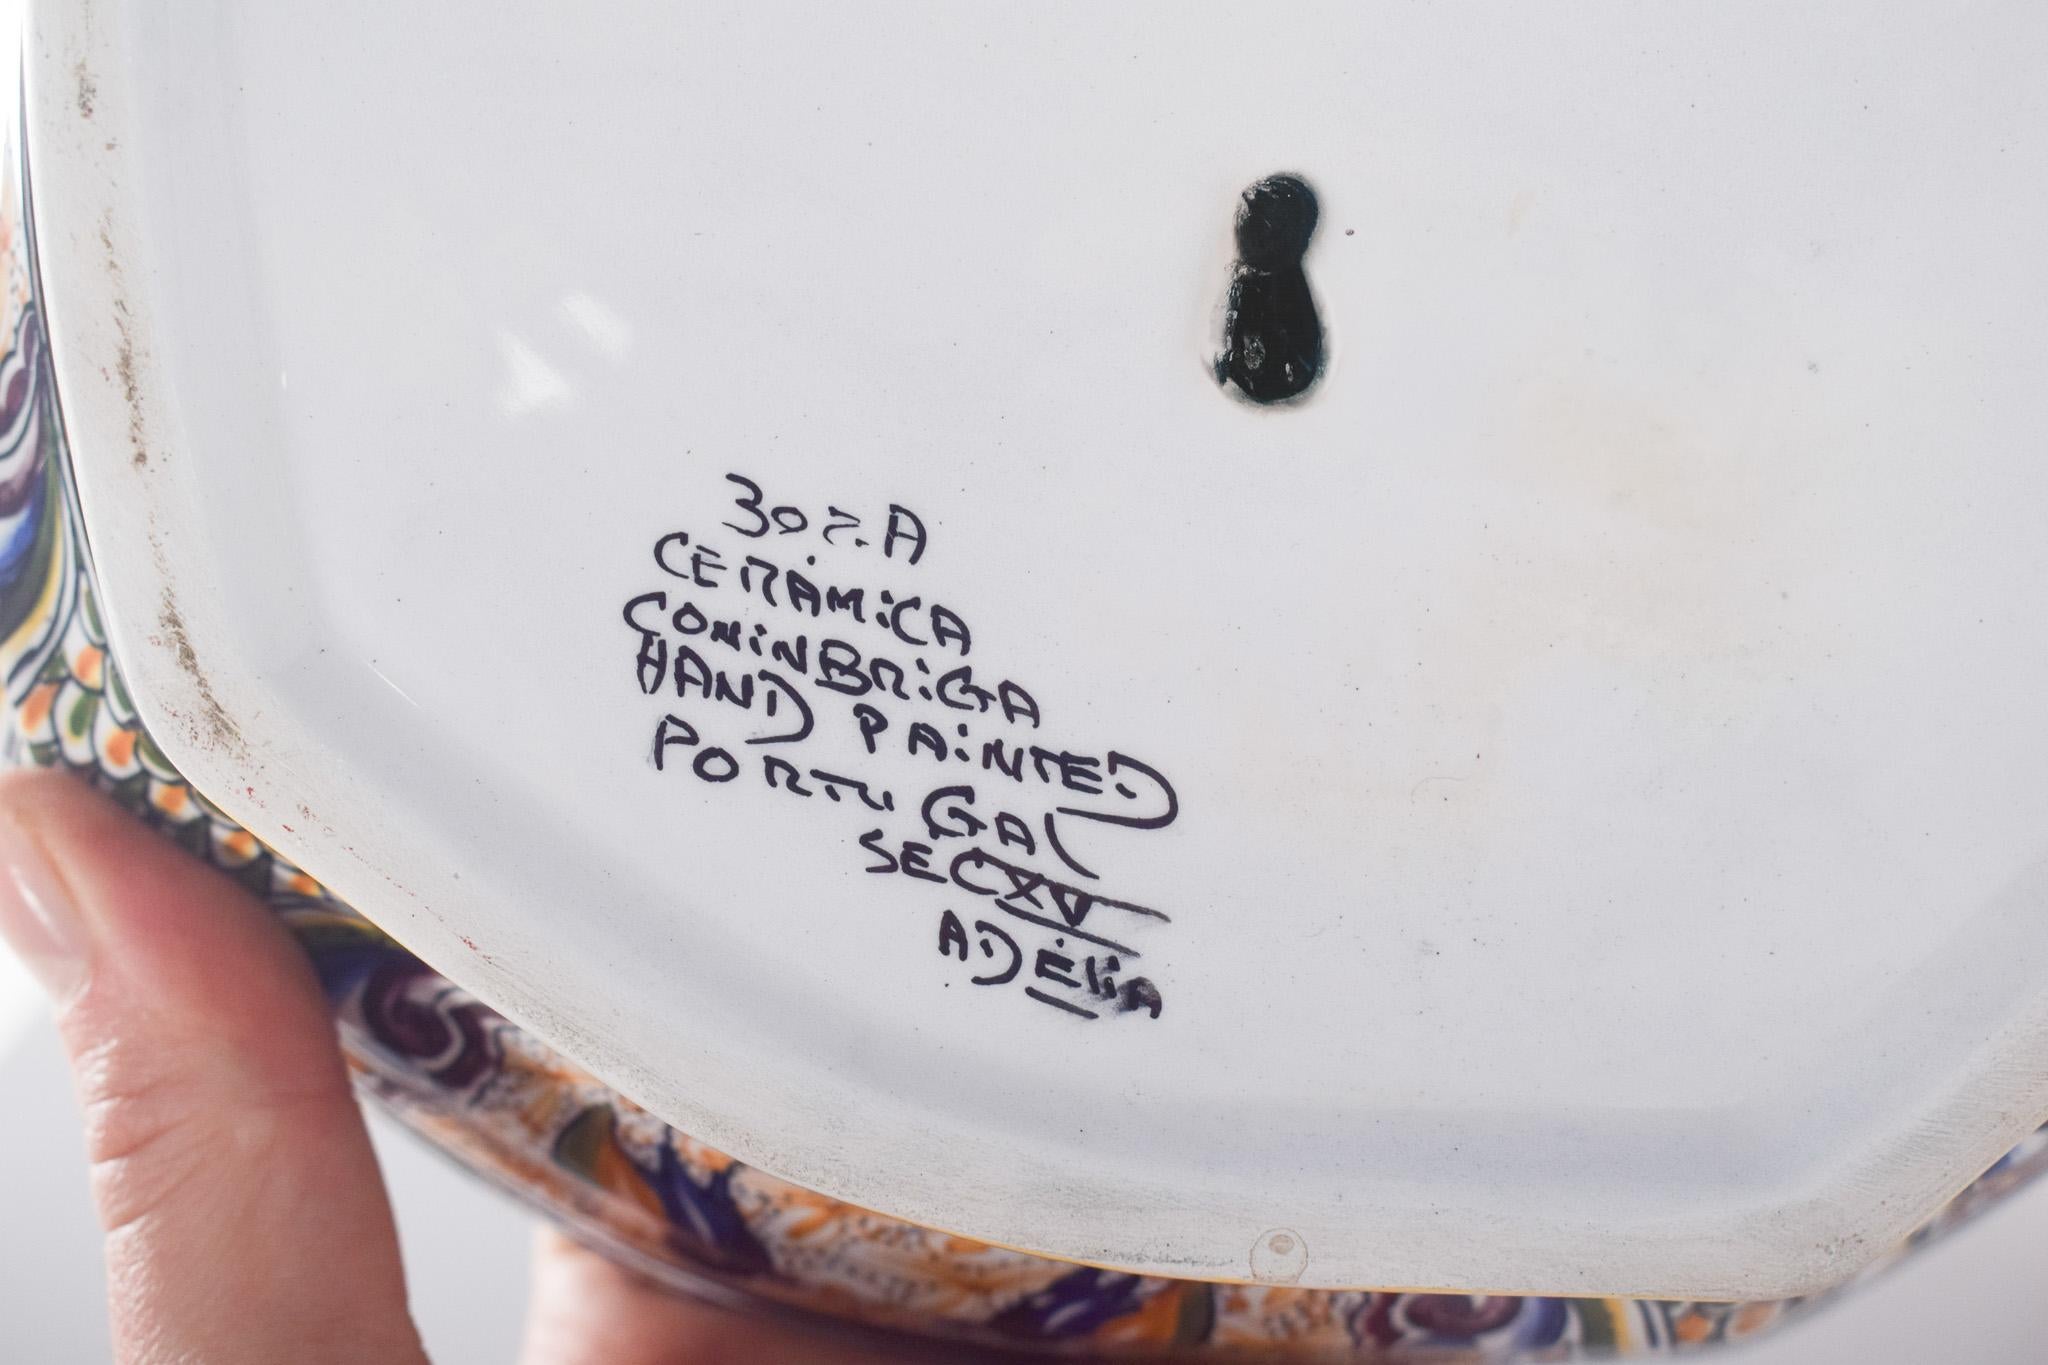 302.A
CERÂMICA
CONINBRIGA
HAND PAINTED
PORTUGAL
SEC XV
ADÉLIA